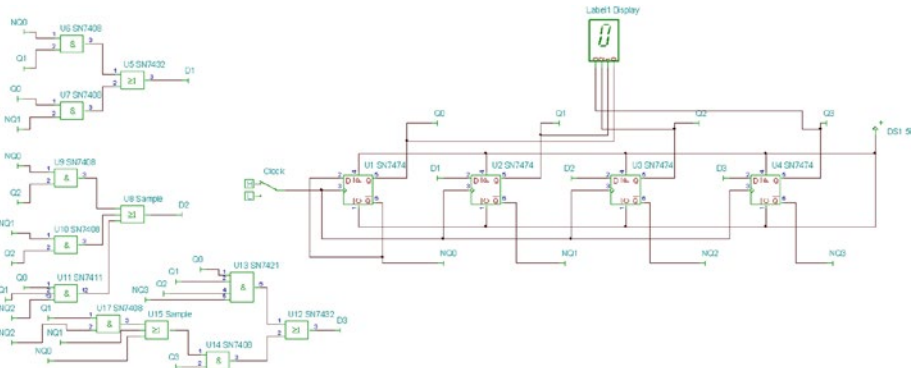 Label1 Display
NQ0
U6 SN7408
Q1
U5 SN7432
D1
Q0
U7 SN7408
NQ1
Q0
Q1
Q2
Q3
NQ0
U9 SN7408
Q2
U8 Sample
D2
NQ1
U10 SN7408
Q2
Q0
U11 SN7411
Q1
NQ2
Clock
H
L
U1 SN7474
D1
U2 SN7474
D2
U3 SN7474
D3
U4 SN7474
NQ0
NQ1
NQ2
NQ3
Q0
U13 SN7421
Q1
Q2
NQ3
Q1
U17 SN7408
NQ2
NQ1
U15 Sample
NQ0
U12 SN7432
D3
U14 SN7408
Q3